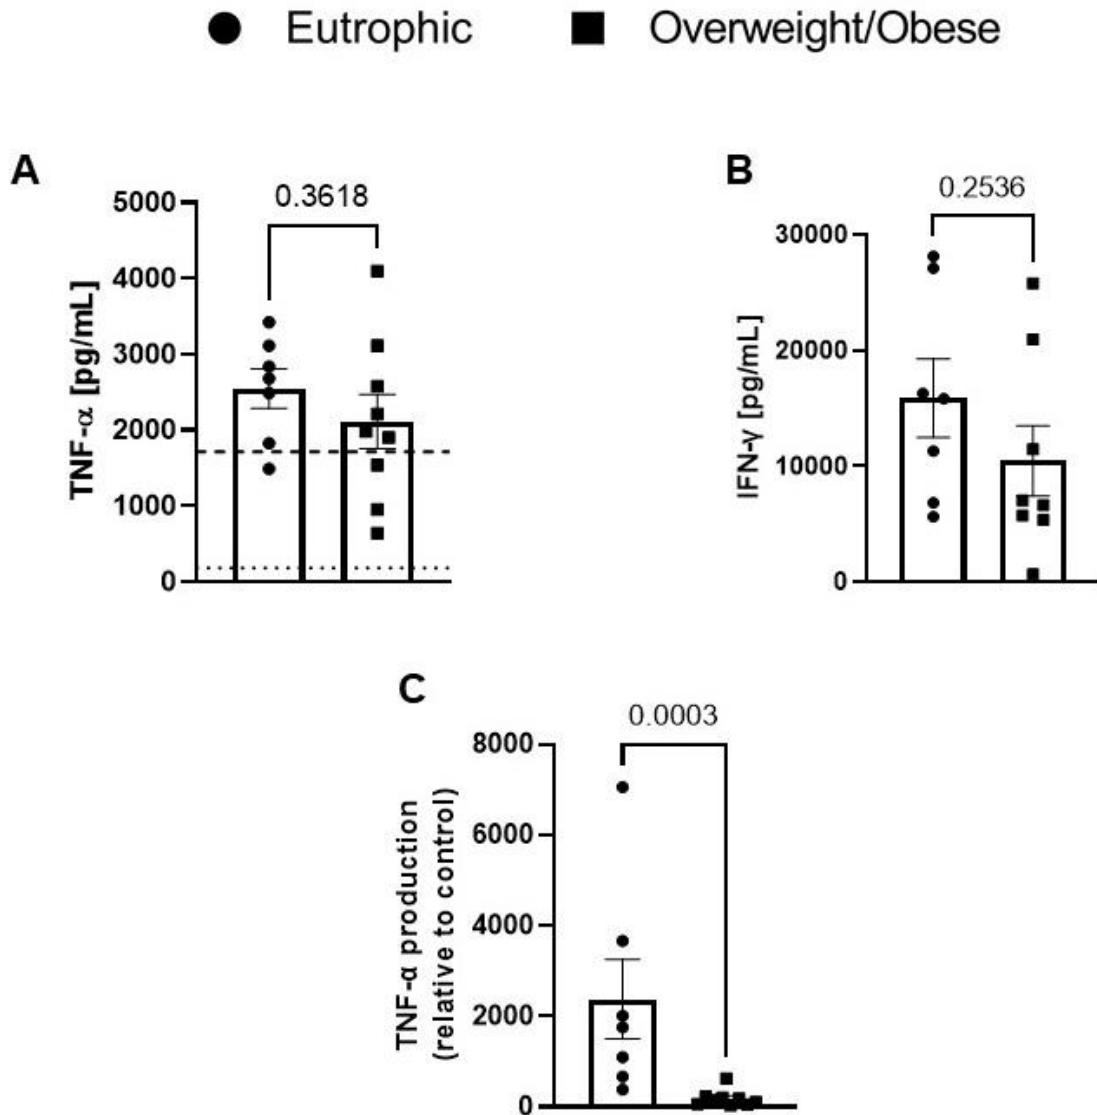 Eutrophic Overweight/Obese
A
0.3618
TNF-α [pg/mL]
5000
4000
3000
2000
1000
0
B
0.2536
IFN-γ [pg/mL]
30000
20000
10000
0
C
0.0003
TNF-α production
(relative to control)
8000
6000
4000
2000
0